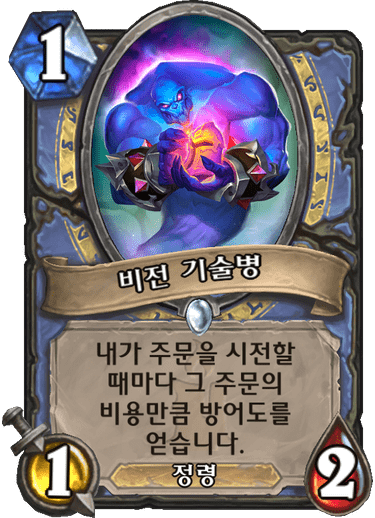 1
비전 기술병
내가 주문을 시전할
때마다 그 주문의
비용만큼 방어도를
얻습니다.
정령
1
2